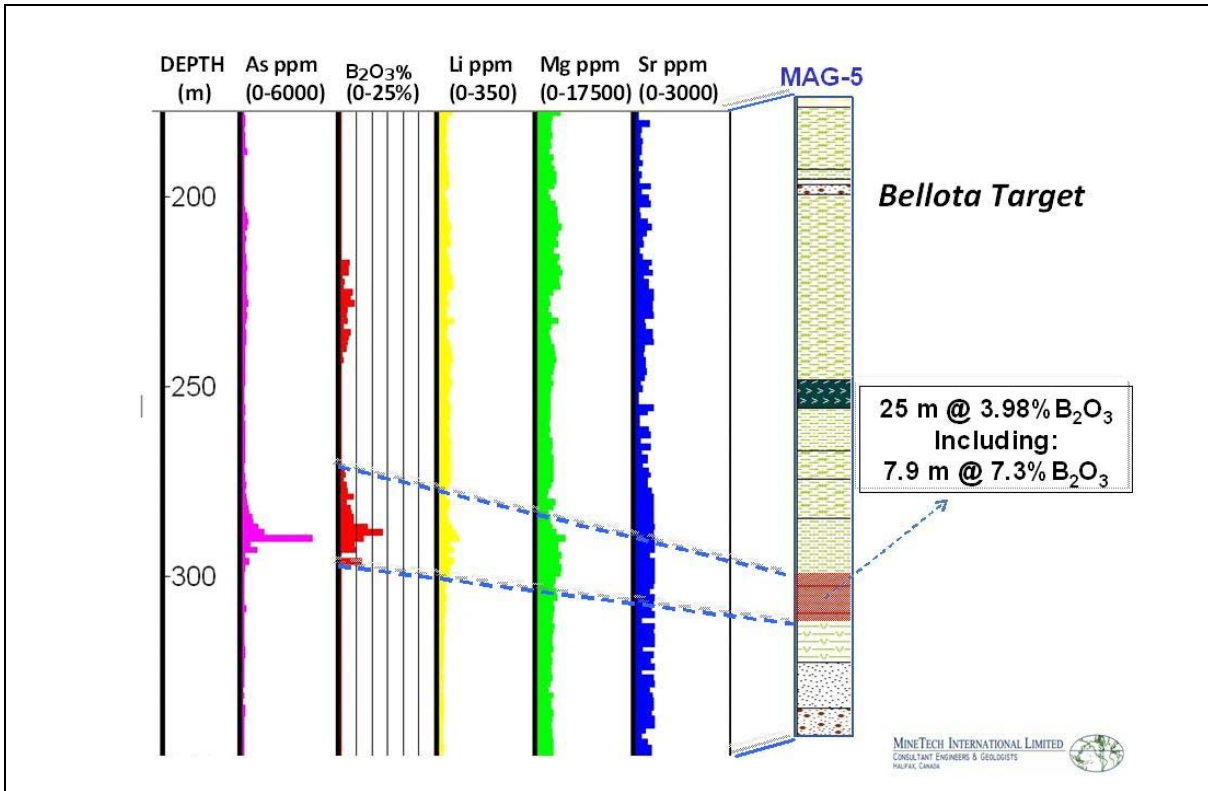 DEPTH As ppm B2O3% Li ppm Mg ppm Sr ppm MAG-5
(m) (0-6000) (0-25%) (0-350) (0-17500) (0-3000)
-200
Bellota Target
-250
25 m @ 3.98% B2O3
Including:
7.9 m @ 7.3% B2O3
-300
MINETECH INTERNATIONAL LIMITED
CONSULTANT ENGINEERS & GEOLOGISTS
HALIFAX, CANADA